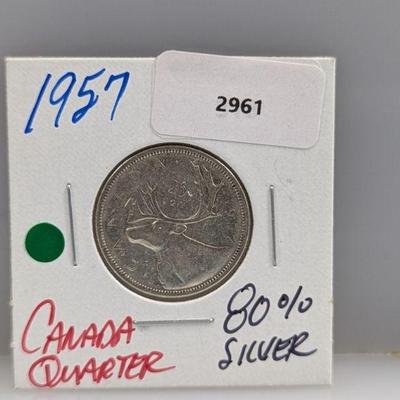 1957
2961
CANADA
QUARTER
80%
SILVER